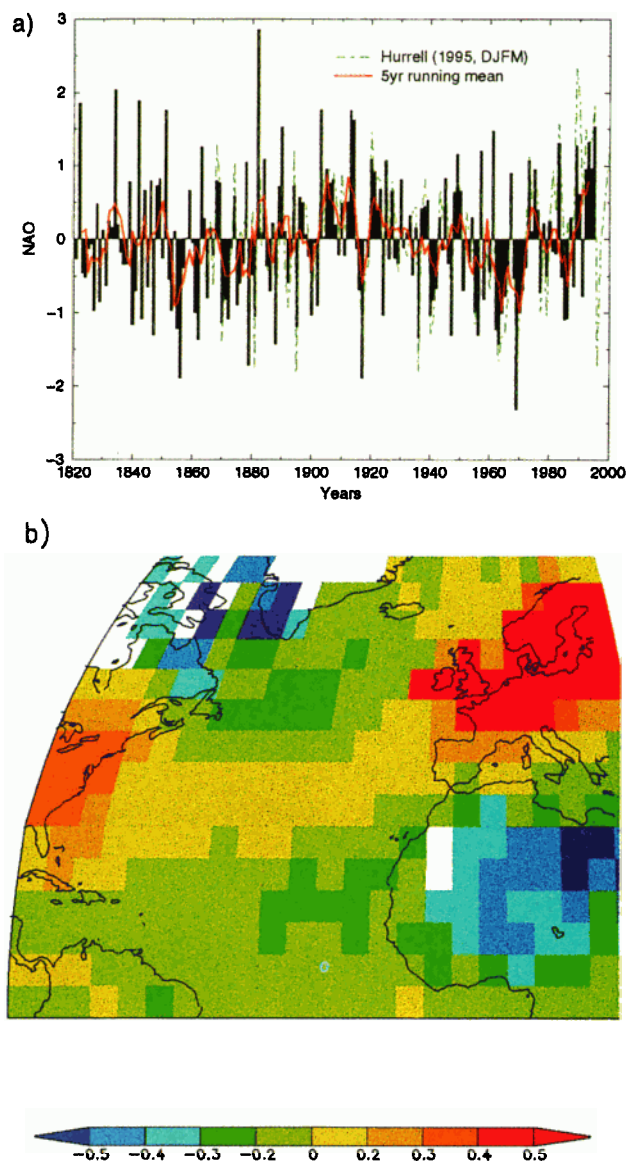 a)
3
2
1
0
−1
−2
−3
NAO
Hurrell (1995, DJFM)
5yr running mean
1820 1840 1860 1880 1900 1920 1940 1960 1980 2000
Years
b)
0
−0.5 −0.4 −0.3 −0.2 0 0.2 0.3 0.4 0.5